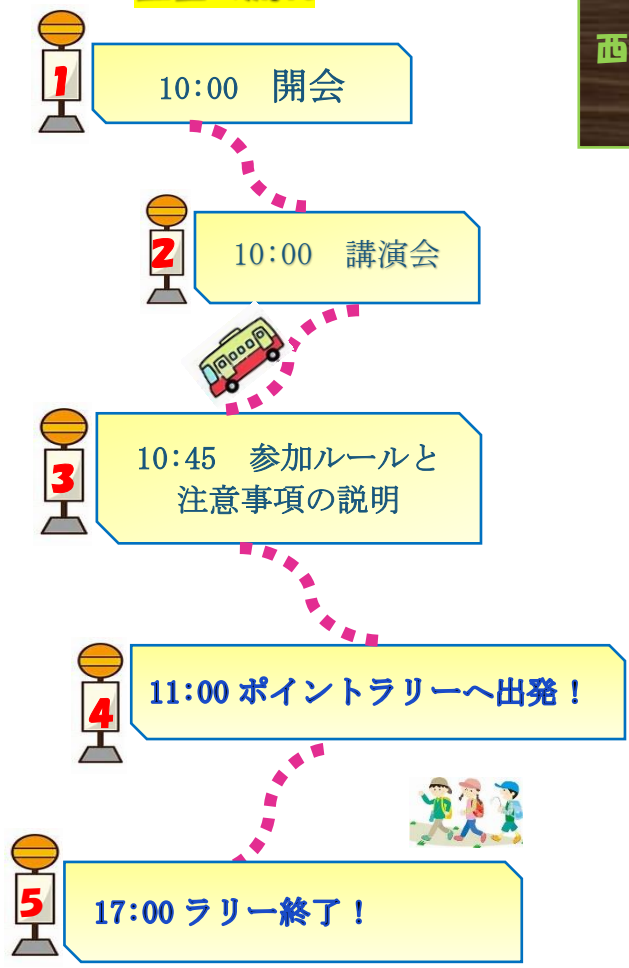 西
1
10:00 開会
2
10:00 講演会
3
10:45 参加ルールと
注意事項の説明
4
11:00 ポイントラリーへ出発！
5
17:00 ラリー終了！